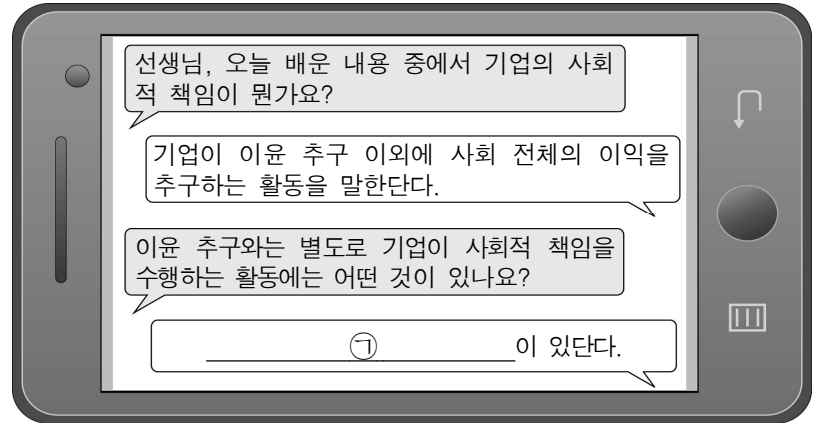 선생님, 오늘 배운 내용 중에서 기업의 사회
적 책임이 뭔가요?
기업이 이윤 추구 이외에 사회 전체의 이익을
추구하는 활동을 말한단다.
이윤 추구와는 별도로 기업이 사회적 책임을
수행하는 활동에는 어떤 것이 있나요?
㉠이 있단다.